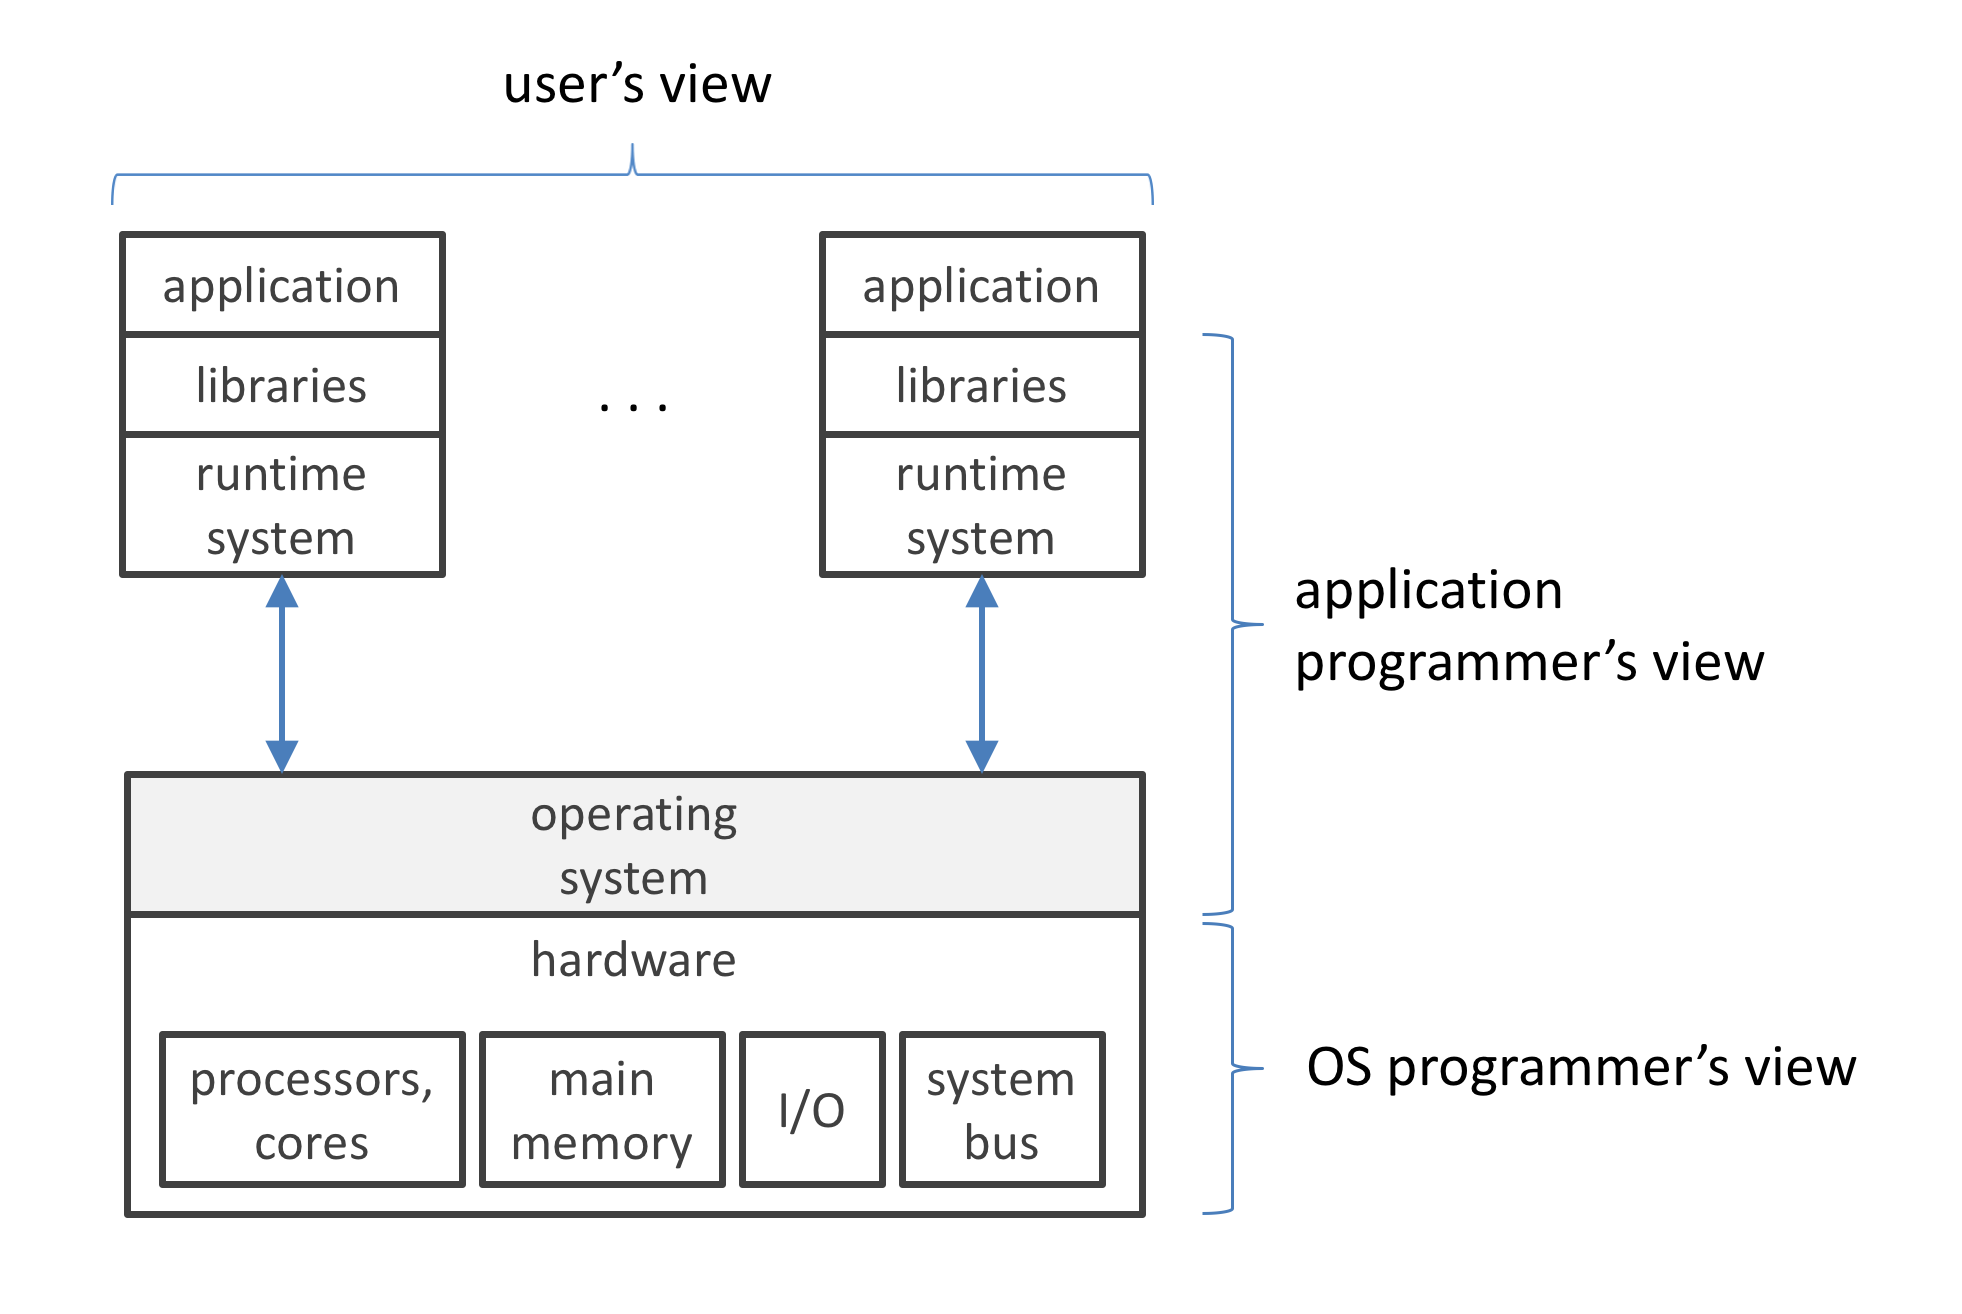 user’s view
application
libraries
runtime
system
. . .
application
libraries
runtime
system
application
programmer’s view
operating
system
hardware
processors,
cores
main
memory
I/O
system
bus
OS programmer’s view